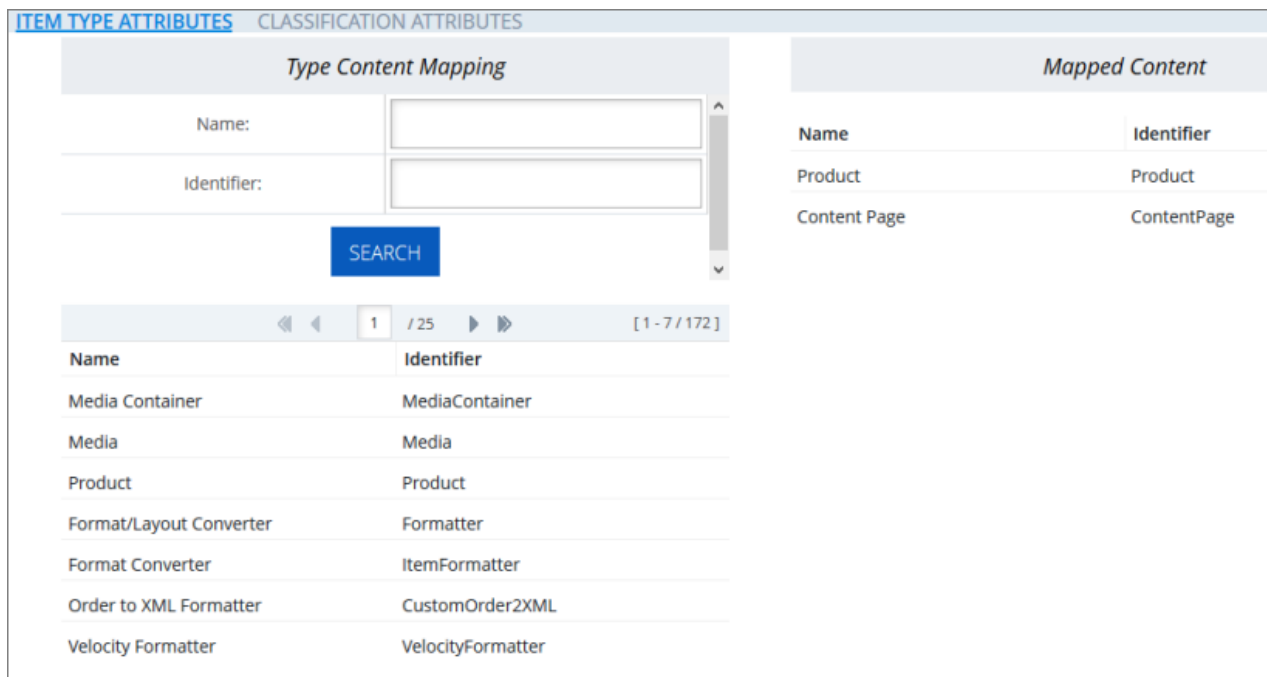 ITEM TYPE ATTRIBUTES CLASSIFICATION ATTRIBUTES
Type Content Mapping
Name:
Identifier:
SEARCH
1 / 25 [ 1 - 7 / 172 ]
Name Identifier
Media Container MediaContainer
Media Media
Product Product
Format/Layout Converter Formatter
Format Converter ItemFormatter
Order to XML Formatter CustomOrder2XML
Velocity Formatter VelocityFormatter
Mapped Content
Name Identifier
Product Product
Content Page ContentPage